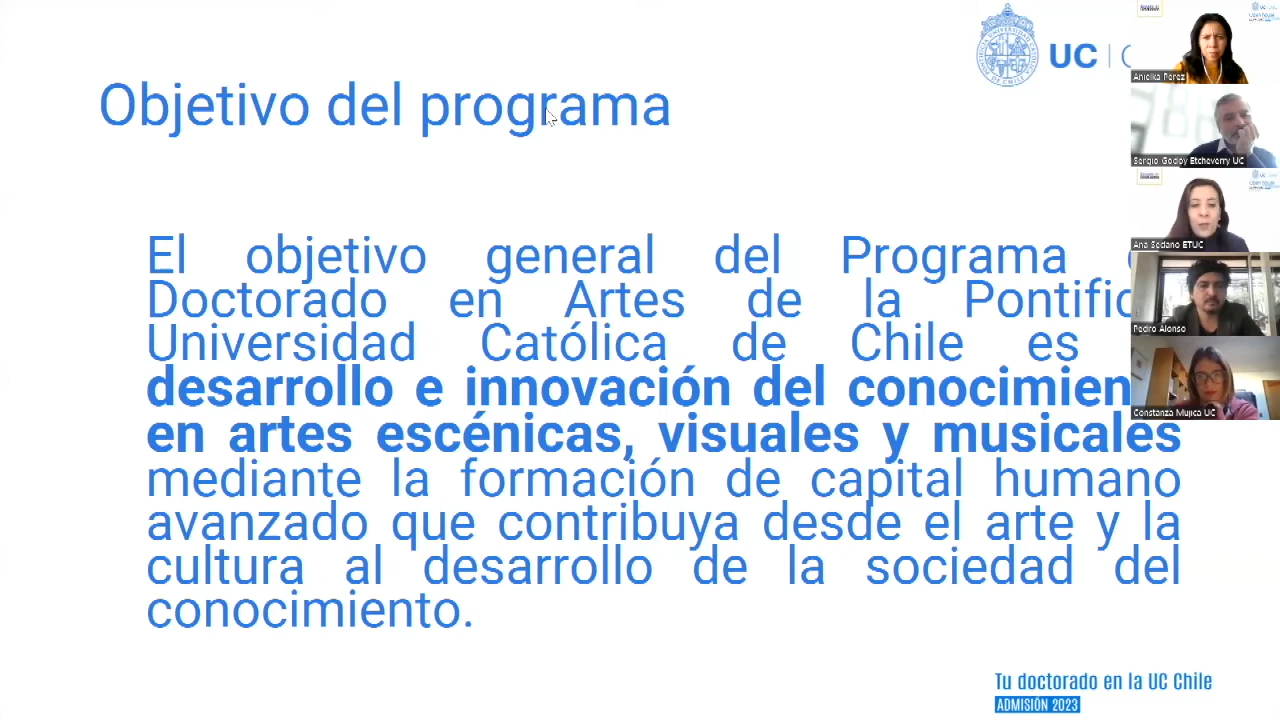 Objetivo del programa
UC
El objetivo general del Programa
Doctorado en Artes de la
Universidad Católica de Chile es
desarrollo e innovación del
en artes escénicas, visuales y musicales
mediante la formación de capital humano
avanzado que contribuya desde el arte y la
cultura al desarrollo de la sociedad del
conocimiento.
Tu doctorado en la UC Chile
ADMISIÓN 2023
Anielka Perez
Sergio Godoy Etcheverry UC
Ana Sedano ETUC
Pedro Alonso
Constanza Mujica UC